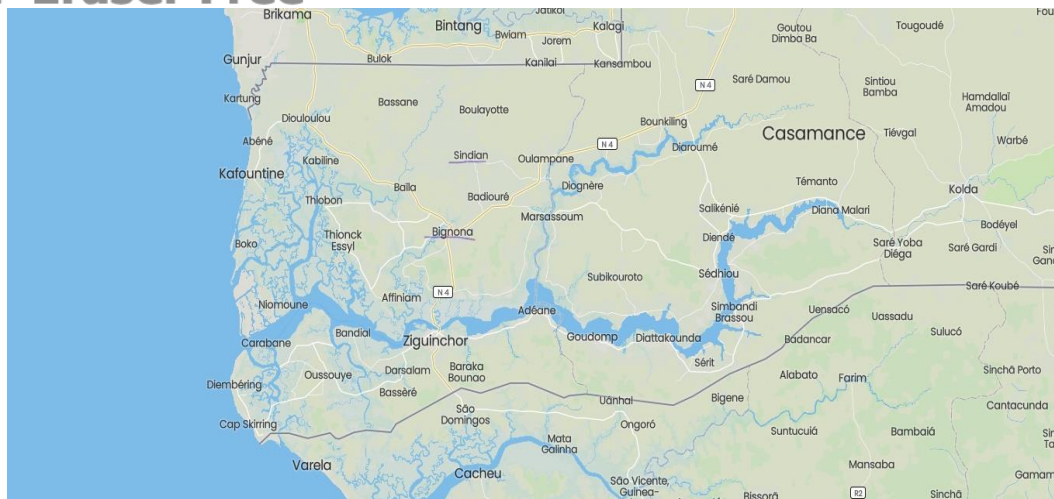 Eraser Free
Brikama
Bintang
Jatikoi
Kalagi
Bwiam
Jorem
Goutou
Dimba Ba
Tougoudé
Gunjur
Bulok
Kanilai
Kansambou
N 4
Saré Damou
Sintiou
Bamba
Hamdallaï
Amadou
Kartung
Bassane
Boulayotte
Diouloulou
Bounkiling
Casamance
Tiévgal
Warbé
Abéné
N 4
Diaroumé
Kabiline
Sindian
Oulampane
Kafountine
Baïla
Badiouré
Diognère
Témanto
Kolda
Thiobon
Marsassoum
Salikénié
Diana Malari
Bodéyel
Boko
Thionck
Essyl
Bignona
Diendé
Saré Yoba
Diéga
Saré Gardi
Subikouroto
Sédhiou
Saré Koubé
Niomoune
Affiniam
N 4
Adéane
Simbandi
Brassou
Uensacó
Uassadu
Sulucó
Carabane
Bandial
Ziguinchor
Goudomp
Diattakounda
Badancar
Sérit
Diembéring
Oussouye
Darsalam
Baraka
Bounao
Alabato
Farim
Sinchã Porto
Bassèré
Cap Skirring
São
Domingos
Uãnhai
Bigene
Cantacunda
Ongoró
Suntucuiá
Bambaiá
Varela
Mata
Galinha
Mansaba
Cacheu
São Vicente,
Guinea-
Bissorã
R2
Sinchã